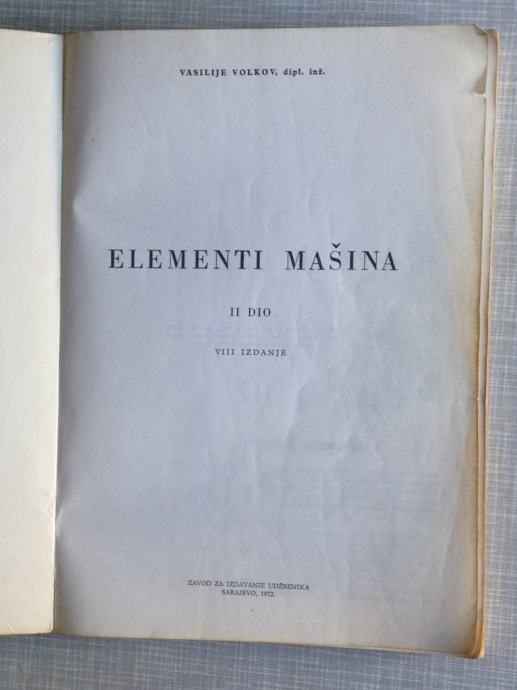 VASILIJE VOLKOV, dipl. inž.
ELEMENTI MAŠINA
II DIO
VIII IZDANJE
ZAVOD ZA IZDAVANJE UDŽBENIKA
SARAJEVO, 1972.